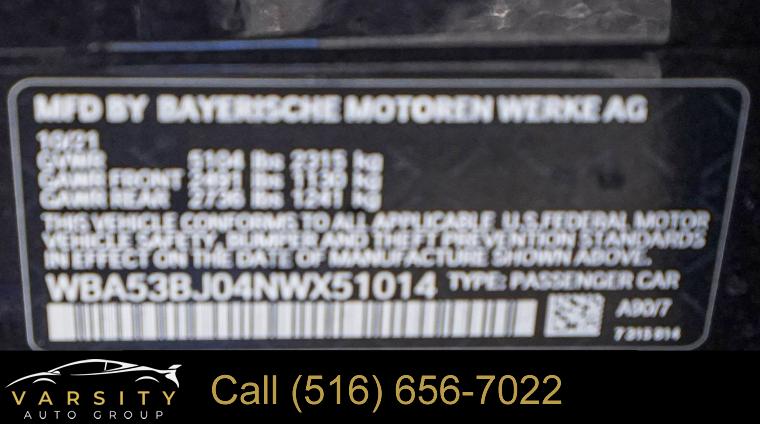 MFD BY BAYERISCHE MOTOREN WERKE AG
10/21
GVWR 5104 lbs 2315 kg
GAWR FRONT 2491 lbs 1130 kg
GAWR REAR 2736 lbs 1241 kg
THIS VEHICLE CONFORMS TO ALL APPLICABLE U.S. FEDERAL MOTOR
VEHICLE SAFETY, BUMPER AND THEFT PREVENTION STANDARDS
IN EFFECT ON THE DATE OF MANUFACTURE SHOWN ABOVE.
WBA53BJ04NWX51014 TYPE: PASSENGER CAR
A90/7
7 315 814
VARSITY
AUTO GROUP
Call (516) 656-7022